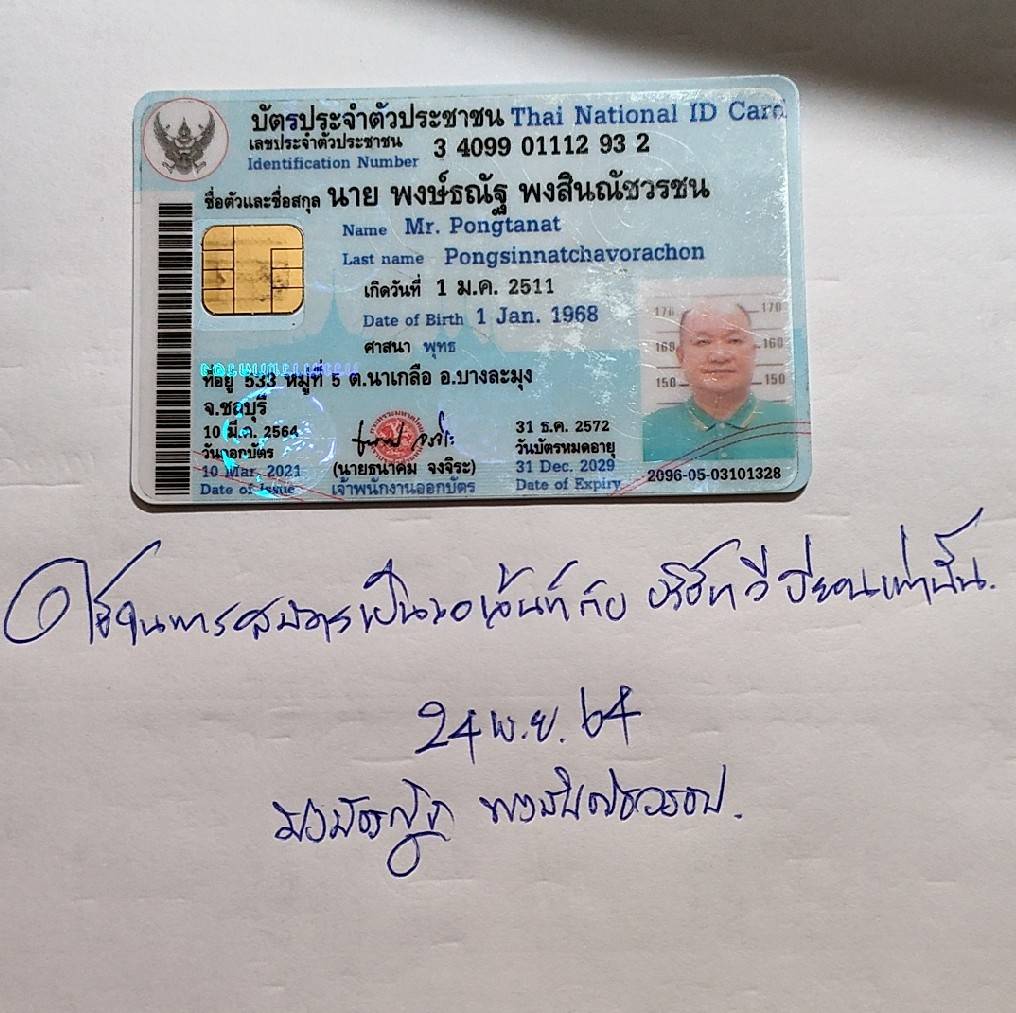 บัตรประจำตัวประชาชน Thai National ID Card
เลขประจำตัวประชาชน
Identification Number 3 4099 01112 93 2
ชื่อตัวและชื่อสกุล นาย พงษ์ธณัฐ พงสินณัชวรชน
Name Mr. Pongtanat
Last name Pongsinnatchavorachon
เกิดวันที่ 1 ม.ค. 2511
Date of Birth 1 Jan. 1968
ศาสนา พุทธ
ที่อยู่ 533 หมู่ที่ 5 ต.นาเกลือ อ.บางละมุง
จ.ชลบุรี
10 มี.ค. 2564
วันออกบัตร
10 Mar. 2021
Date of Issue
(นายธนาคม จงจิระ)
เจ้าพนักงานออกบัตร
31 ธ.ค. 2572
วันบัตรหมดอายุ
31 Dec. 2029
Date of Expiry
170 170
160 160
150 150
2096-05-03101328
ใช้ในการสมัครเป็นเอเจ้นท์กับ บริษัท วี บียอนเท่านั้น.
24 พ.ย. 64
พงษ์ธณัฐ พงสินณัชวรชน.